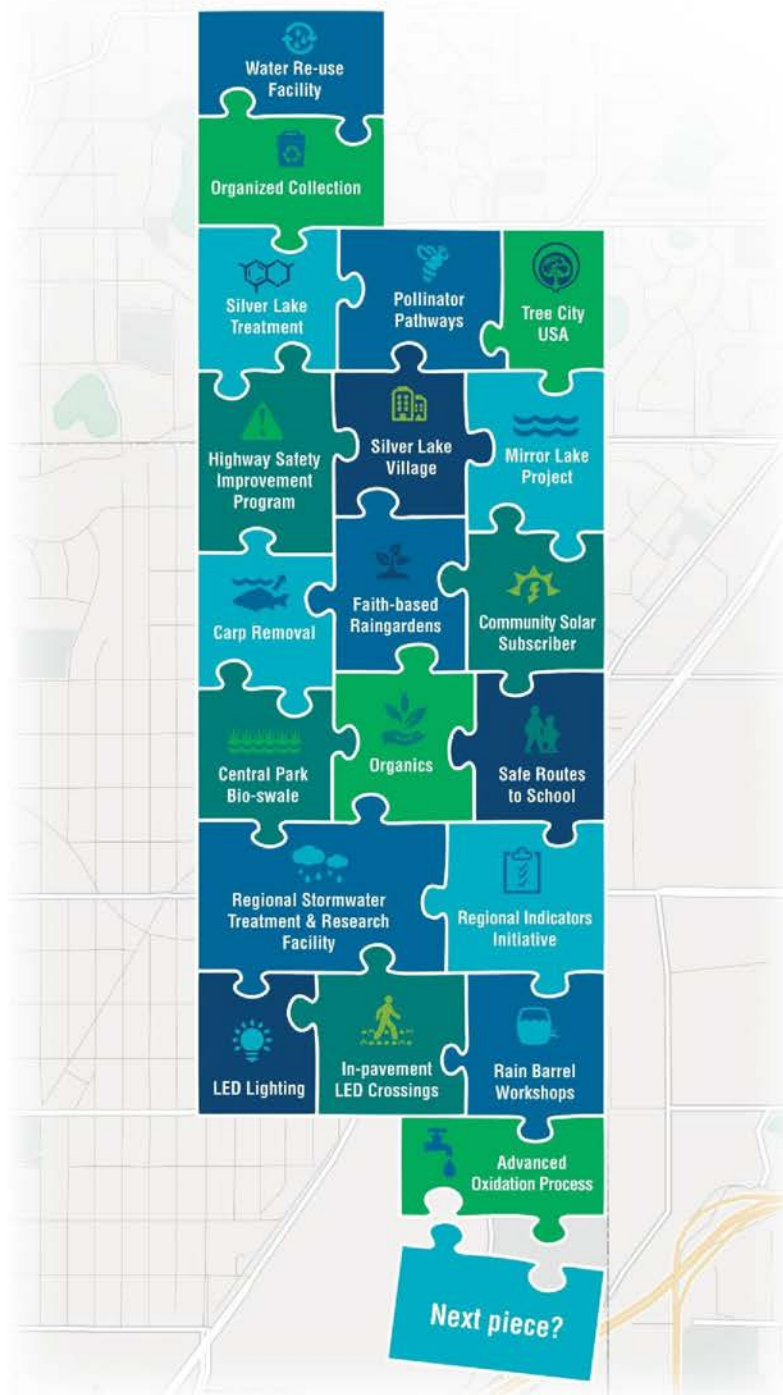 Water Re-use
Facility
Organized Collection
Silver Lake
Treatment
Pollinator
Pathways
Tree City
USA
Highway Safety
Improvement
Program
Silver Lake
Village
Mirror Lake
Project
Carp Removal
Faith-based
Raingardens
Community Solar
Subscriber
Central Park
Bio-swale
Organics
Safe Routes
to School
Regional Stormwater
Treatment & Research
Facility
Regional Indicators
Initiative
LED Lighting
In-pavement
LED Crossings
Rain Barrel
Workshops
Advanced
Oxidation Process
Next piece?